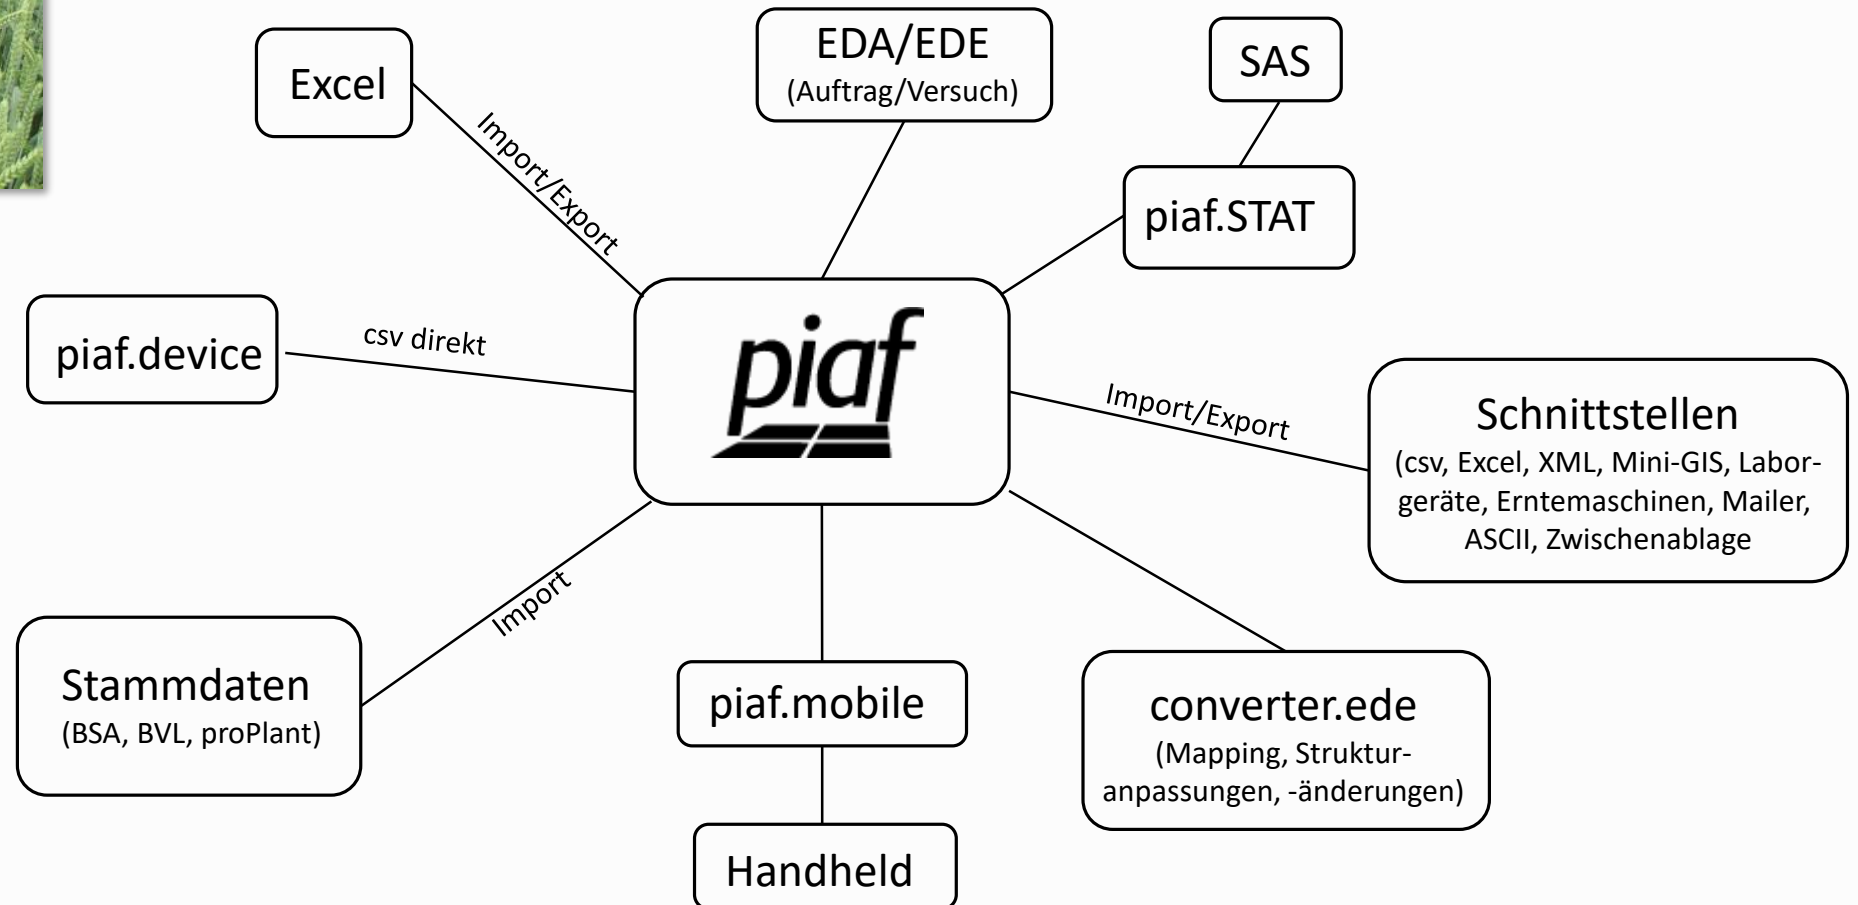 Excel
EDA/EDE
(Auftrag/Versuch)
SAS
Import/Export
piaf.STAT
piaf.device
csv direkt
piaf
Import/Export
Schnittstellen
(csv, Excel, XML, Mini-GIS, Labor-
geräte, Erntemaschinen, Mailer,
ASCII, Zwischenablage
Import
Stammdaten
(BSA, BVL, proPlant)
piaf.mobile
converter.ede
(Mapping, Struktur-
anpassungen, -änderungen)
Handheld